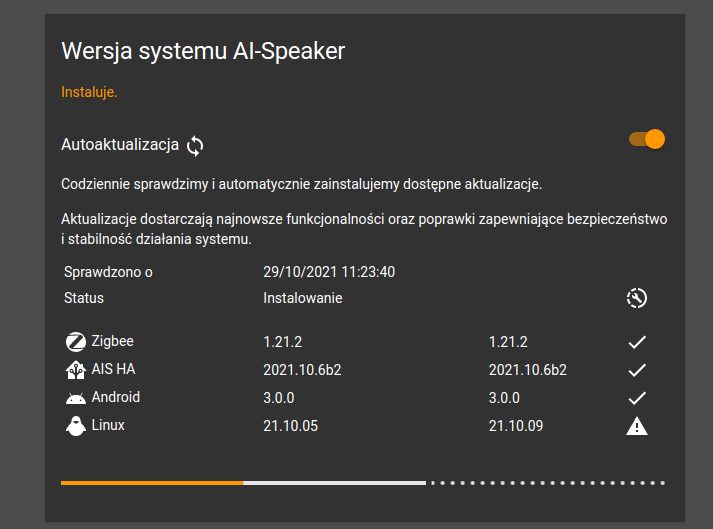 Wersja systemu AI-Speaker
Instaluje.
Autoaktualizacja
Codziennie sprawdzimy i automatycznie zainstalujemy dostępne aktualizacje.
Aktualizacje dostarczają najnowsze funkcjonalności oraz poprawki zapewniające bezpieczeństwo
i stabilność działania systemu.
Sprawdzono o 29/10/2021 11:23:40
Status Instalowanie
Zigbee 1.21.2 1.21.2
AIS HA 2021.10.6b2 2021.10.6b2
Android 3.0.0 3.0.0
Linux 21.10.05 21.10.09